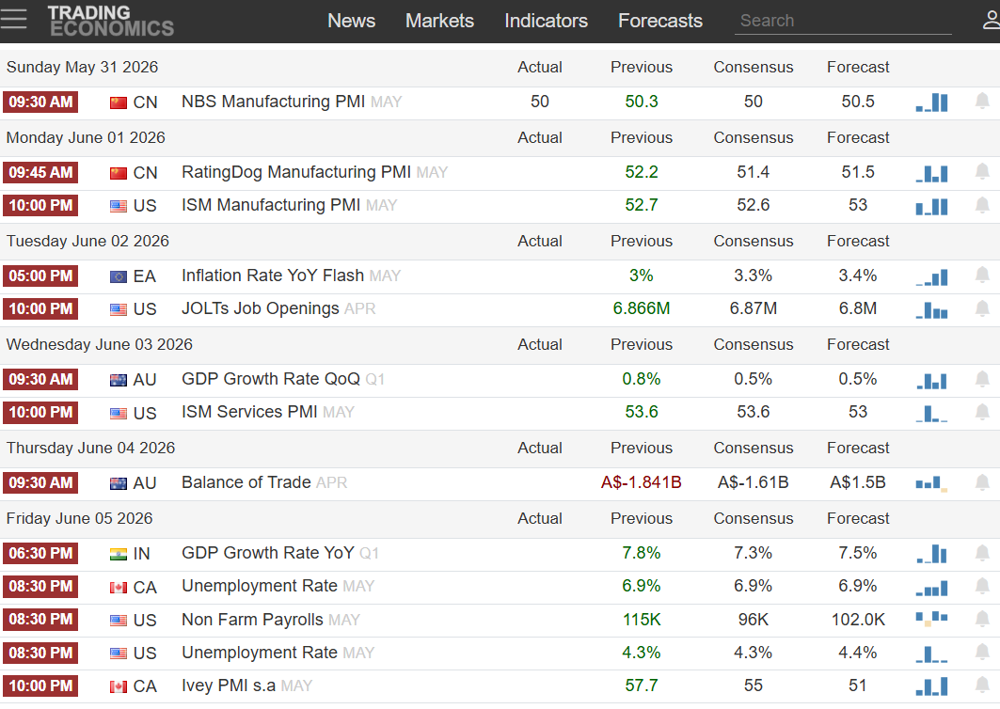 TRADING
ECONOMICS
News Markets Indicators Forecasts Search
Sunday May 31 2026 Actual Previous Consensus Forecast
09:30 AM CN NBS Manufacturing PMI MAY 50 50.3 50 50.5
Monday June 01 2026 Actual Previous Consensus Forecast
09:45 AM CN RatingDog Manufacturing PMI MAY 52.2 51.4 51.5
10:00 PM US ISM Manufacturing PMI MAY 52.7 52.6 53
Tuesday June 02 2026 Actual Previous Consensus Forecast
05:00 PM EA Inflation Rate YoY Flash MAY 3% 3.3% 3.4%
10:00 PM US JOLTs Job Openings APR 6.866M 6.87M 6.8M
Wednesday June 03 2026 Actual Previous Consensus Forecast
09:30 AM AU GDP Growth Rate QoQ Q1 0.8% 0.5% 0.5%
10:00 PM US ISM Services PMI MAY 53.6 53.6 53
Thursday June 04 2026 Actual Previous Consensus Forecast
09:30 AM AU Balance of Trade APR A$-1.841B A$-1.61B A$1.5B
Friday June 05 2026 Actual Previous Consensus Forecast
06:30 PM IN GDP Growth Rate YoY Q1 7.8% 7.3% 7.5%
08:30 PM CA Unemployment Rate MAY 6.9% 6.9% 6.9%
08:30 PM US Non Farm Payrolls MAY 115K 96K 102.0K
08:30 PM US Unemployment Rate MAY 4.3% 4.3% 4.4%
10:00 PM CA Ivey PMI s.a MAY 57.7 55 51